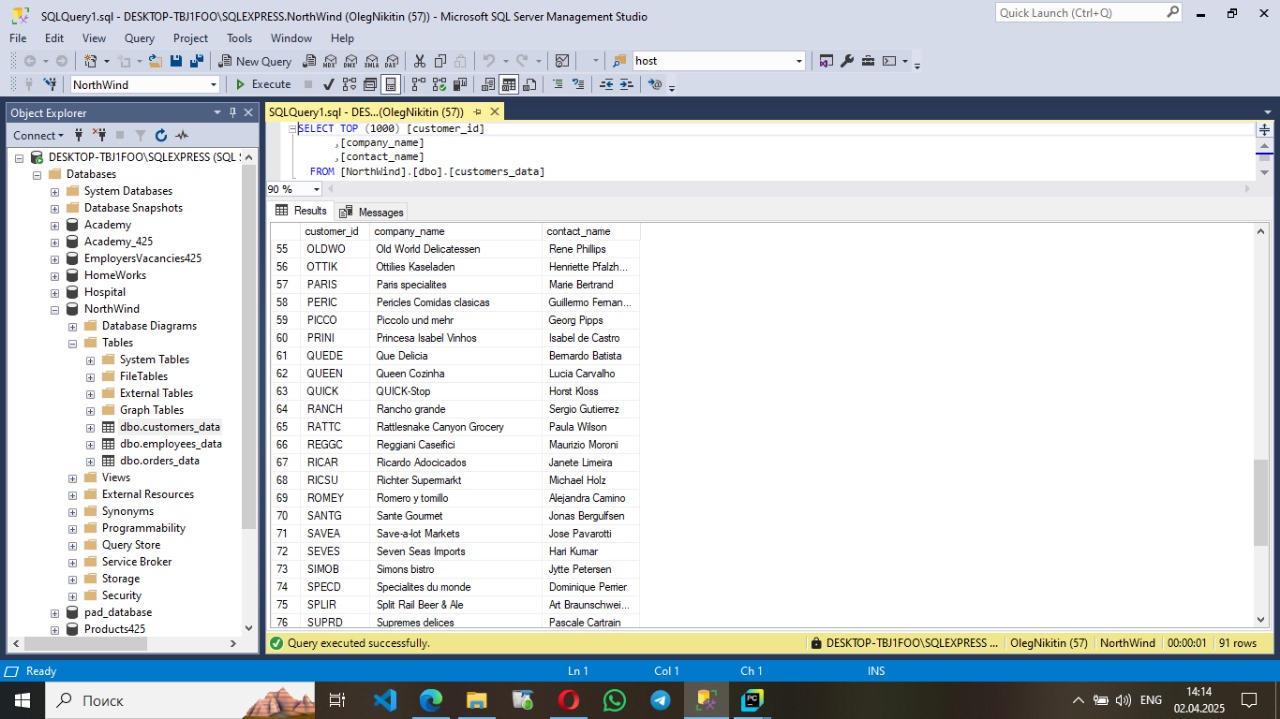 SQLQuery1.sql - DESKTOP-TBJ1FOO\SQLEXPRESS.NorthWind (OlegNikitin (57)) - Microsoft SQL Server Management Studio
Quick Launch (Ctrl+Q)
File Edit View Query Project Tools Window Help
New Query
MDX DMX XMLA DAX
host
NorthWind
Execute
Object Explorer
Connect
DESKTOP-TBJ1FOO\SQLEXPRESS (SQL S
Databases
System Databases
Database Snapshots
Academy
Academy_425
EmployersVacancies425
HomeWorks
Hospital
NorthWind
Database Diagrams
Tables
System Tables
FileTables
External Tables
Graph Tables
dbo.customers_data
dbo.employees_data
dbo.orders_data
Views
External Resources
Synonyms
Programmability
Query Store
Service Broker
Storage
Security
pad_database
Products425
SQLQuery1.sql - DES...(OlegNikitin (57))
SELECT TOP (1000) [customer_id]
,[company_name]
,[contact_name]
FROM [NorthWind].[dbo].[customers_data]
90 %
Results Messages
customer_id company_name contact_name
55 OLDWO Old World Delicatessen Rene Phillips
56 OTTIK Ottilies Kaseladen Henriette Pfalzh...
57 PARIS Paris specialites Marie Bertrand
58 PERIC Pericles Comidas clasicas Guillermo Fernan...
59 PICCO Piccolo und mehr Georg Pipps
60 PRINI Princesa Isabel Vinhos Isabel de Castro
61 QUEDE Que Delicia Bernardo Batista
62 QUEEN Queen Cozinha Lucia Carvalho
63 QUICK QUICK-Stop Horst Kloss
64 RANCH Rancho grande Sergio Gutierrez
65 RATTC Rattlesnake Canyon Grocery Paula Wilson
66 REGGC Reggiani Caseifici Maurizio Moroni
67 RICAR Ricardo Adocicados Janete Limeira
68 RICSU Richter Supermarkt Michael Holz
69 ROMEY Romero y tomillo Alejandra Camino
70 SANTG Sante Gourmet Jonas Bergulfsen
71 SAVEA Save-a-lot Markets Jose Pavarotti
72 SEVES Seven Seas Imports Hari Kumar
73 SIMOB Simons bistro Jytte Petersen
74 SPECD Specialites du monde Dominique Perrier
75 SPLIR Split Rail Beer & Ale Art Braunschwei...
76 SUPRD Supremes delices Pascale Cartrain
Query executed successfully.
DESKTOP-TBJ1FOO\SQLEXPRESS ... OlegNikitin (57) NorthWind 00:00:01 91 rows
Ready Ln 1 Col 1 Ch 1 INS
Поиск
ENG
14:14
02.04.2025